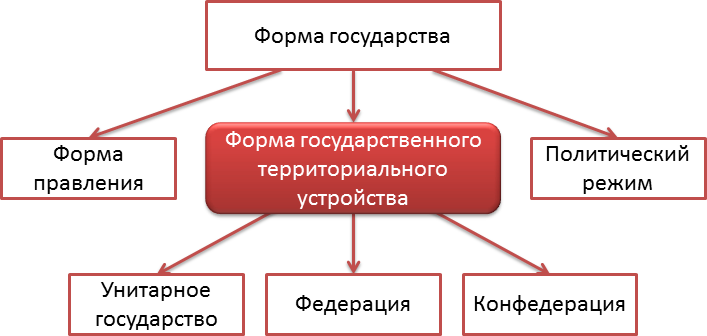 Форма государства
Форма
правления
Форма государственного
территориального
устройства
Политический
режим
Унитарное
государство
Федерация
Конфедерация